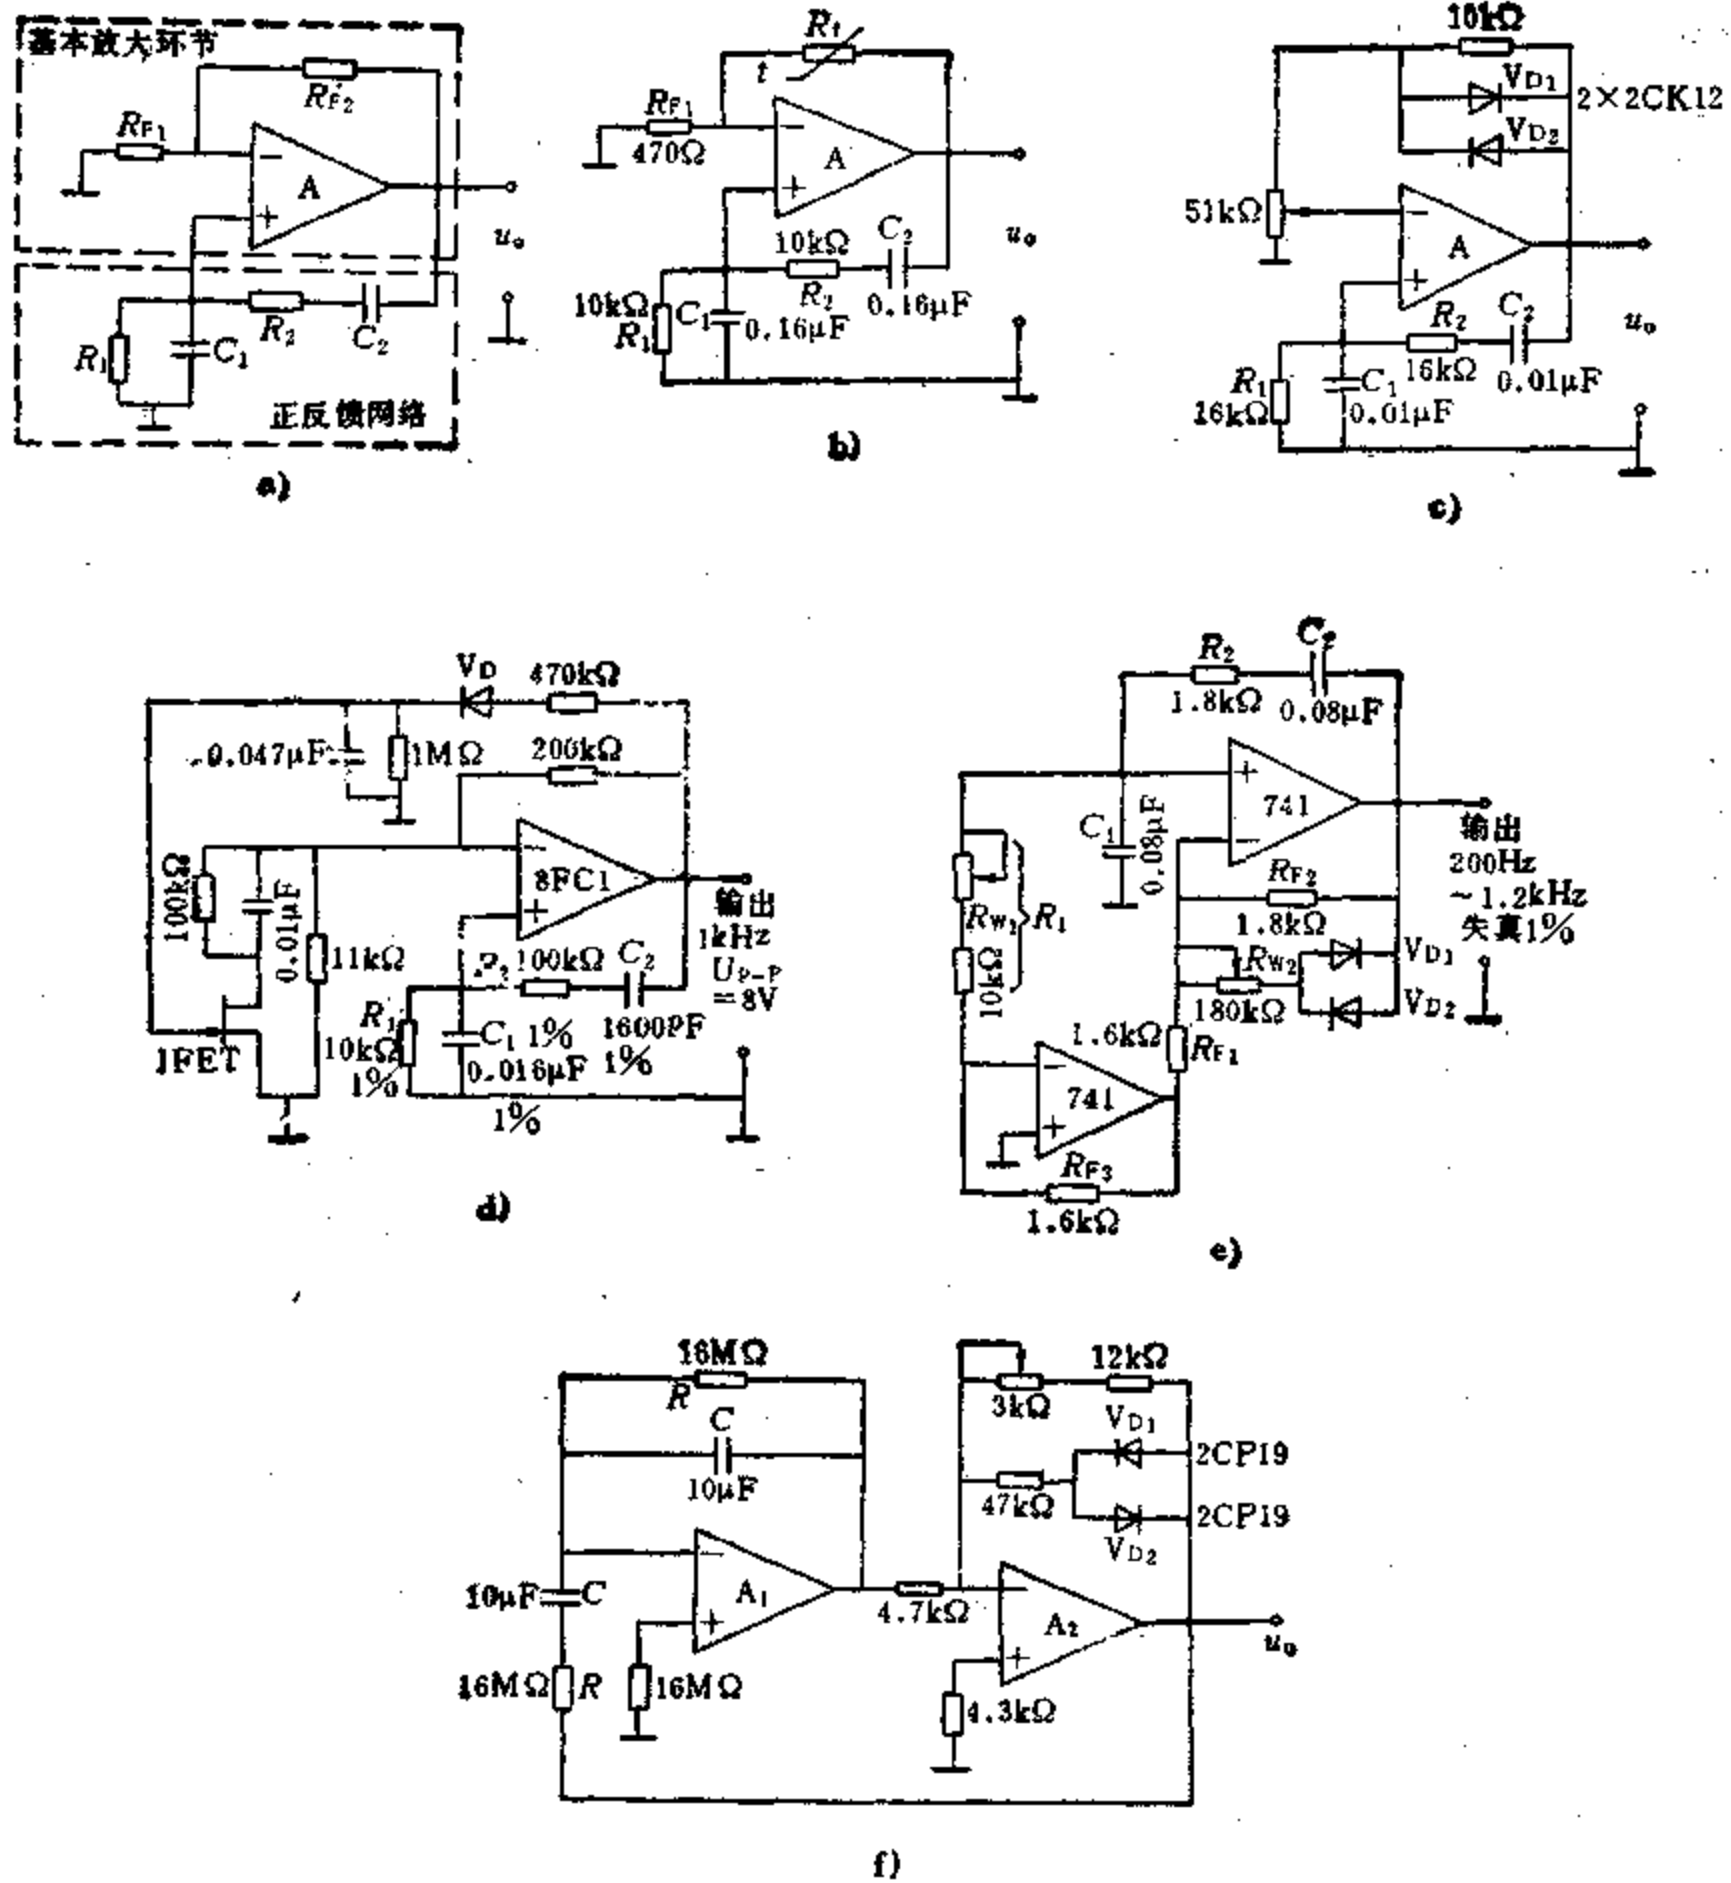 基本放大环节
RF2
RF1
−
A
+
uo
R1
C1
R2
C2
正反馈网络
a)
Rt
t
RF1
470Ω
−
A
+
10kΩ
C2
R2
0.16μF
10kΩ
R1
C1
0.16μF
uo
b)
10kΩ
VD1
2×2CK12
VD2
51kΩ
−
A
+
R2
C2
16kΩ
0.01μF
R1
16kΩ
C1
0.01μF
uo
c)
VD
470kΩ
0.047μF
1MΩ
200kΩ
100kΩ
0.01μF
11kΩ
−
8FC1
+
输出
1kHz
UP-P
=8V
R2
100kΩ
C2
1600PF
1%
R1
10kΩ
1%
C1
1%
0.016μF
1%
JFET
d)
R2
C2
1.8kΩ
0.08μF
+
741
−
C1
0.08μF
输出
200Hz
~1.2kHz
失真1%
RF2
1.8kΩ
RW1
R1
10kΩ
RW2
180kΩ
VD1
VD2
1.6kΩ
RF1
−
741
+
RF3
1.6kΩ
e)
16MΩ
R
C
10μF
3kΩ
12kΩ
VD1
2CP19
47kΩ
2CP19
VD2
−
A1
+
10μF
C
4.7kΩ
−
A2
+
uo
16MΩ
R
16MΩ
4.3kΩ
f)